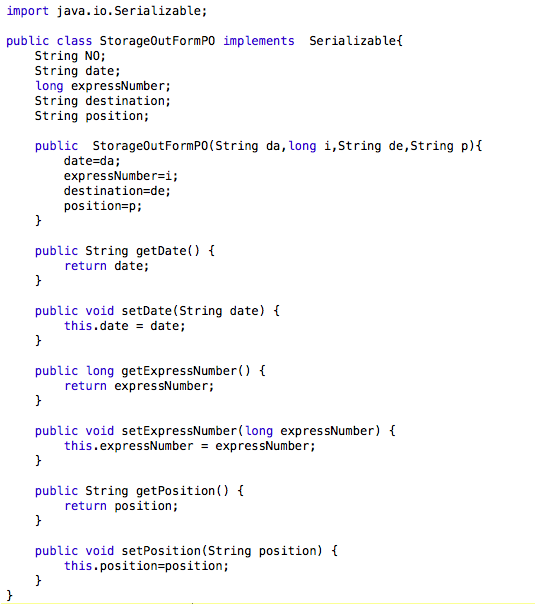 import java.io.Serializable;
public class StorageOutFormPO implements  Serializable{
    String NO;
    String date;
    long expressNumber;
    String destination;
    String position;
    public  StorageOutFormPO(String da,long i,String de,String p){
        date=da;
        expressNumber=i;
        destination=de;
        position=p;
    }
    public String getDate() {
        return date;
    }
    public void setDate(String date) {
        this.date = date;
    }
    public long getExpressNumber() {
        return expressNumber;
    }
    public void setExpressNumber(long expressNumber) {
        this.expressNumber = expressNumber;
    }
    public String getPosition() {
        return position;
    }
    public void setPosition(String position) {
        this.position=position;
    }
}